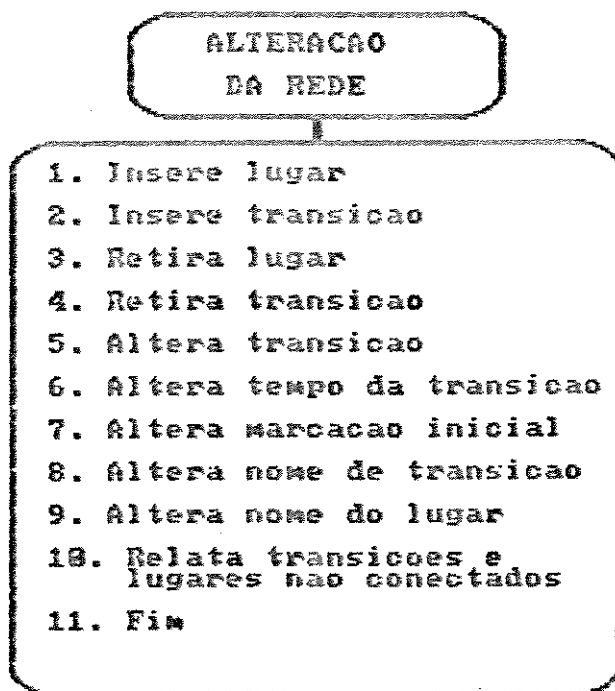 ALTERACAO
DA REDE
1. Insere lugar
2. Insere transicao
3. Retira lugar
4. Retira transicao
5. Altera transicao
6. Altera tempo da transicao
7. Altera marcacao inicial
8. Altera nome de transicao
9. Altera nome do lugar
10. Relata transicoes e
lugares nao conectados
11. Fim